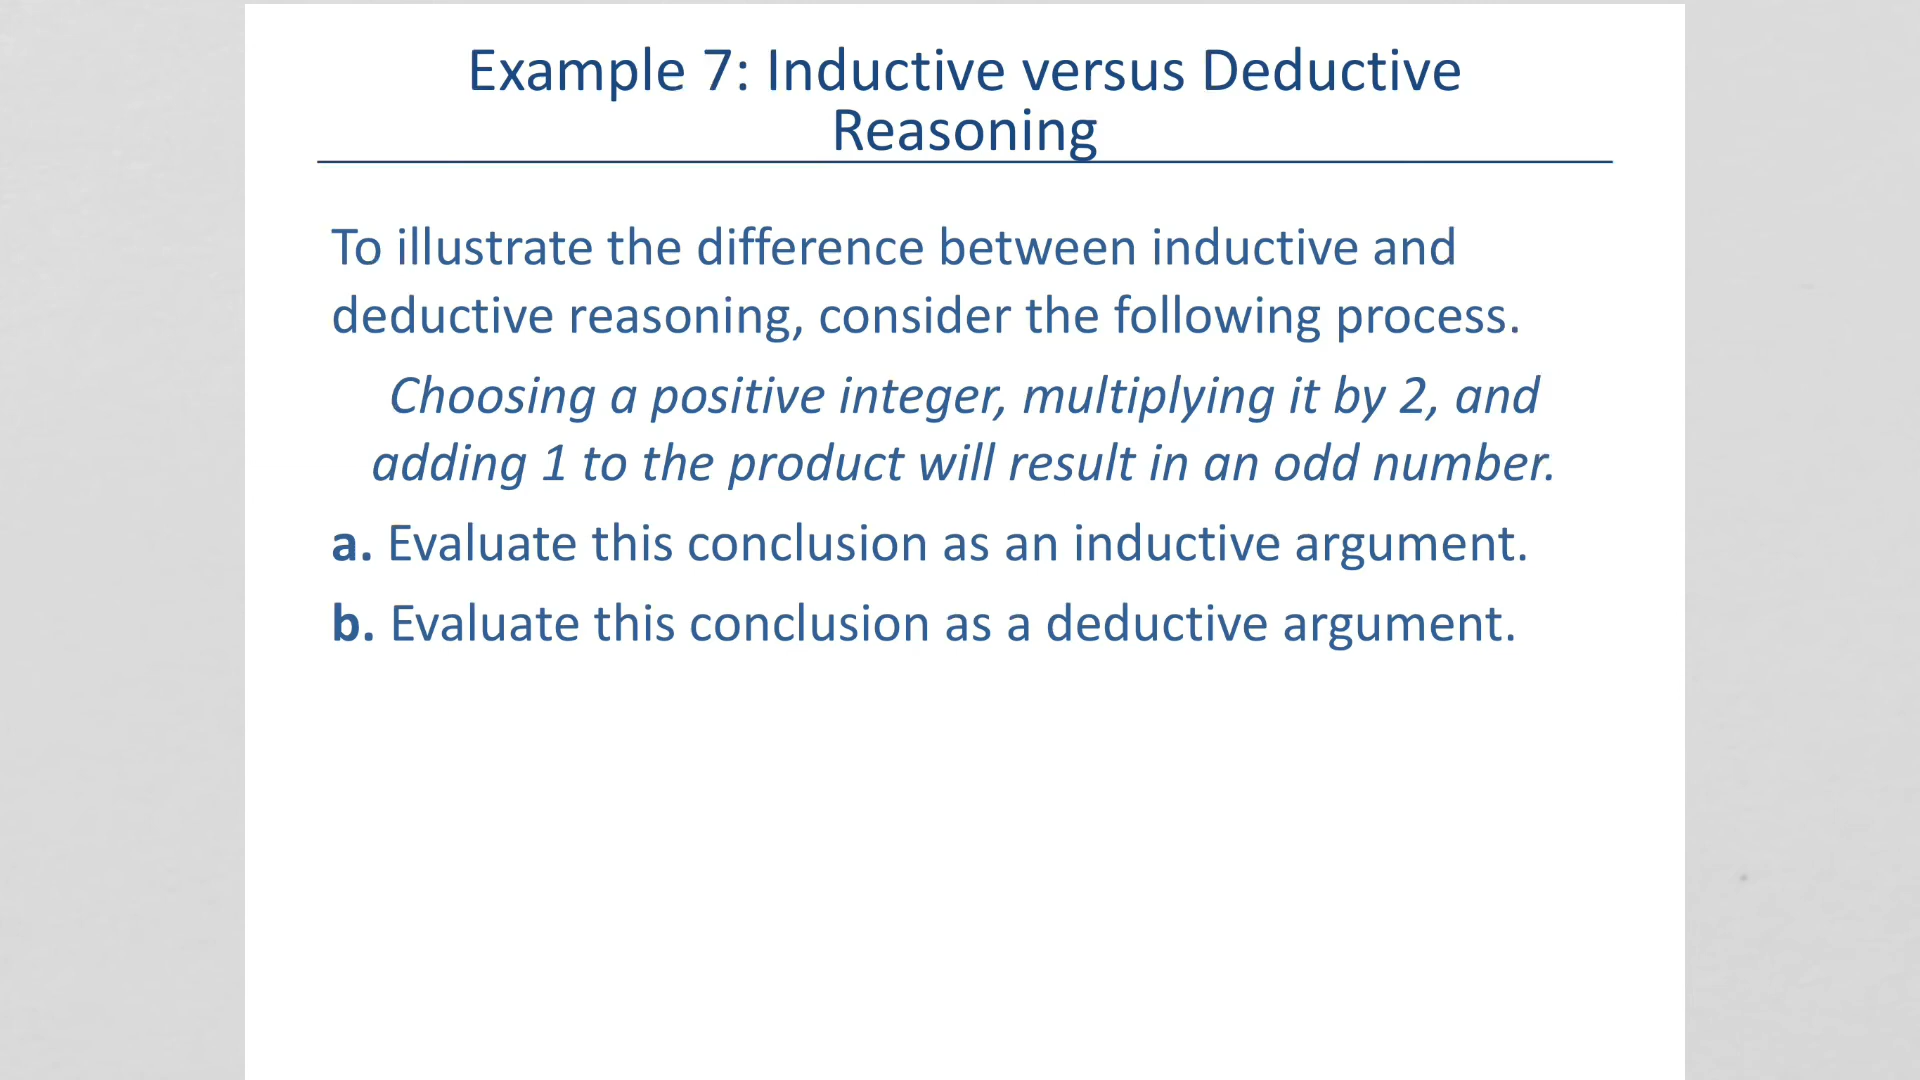 Example 7: Inductive versus Deductive
Reasoning
To illustrate the difference between inductive and
deductive reasoning, consider the following process.
Choosing a positive integer, multiplying it by 2, and
adding 1 to the product will result in an odd number.
a. Evaluate this conclusion as an inductive argument.
b. Evaluate this conclusion as a deductive argument.